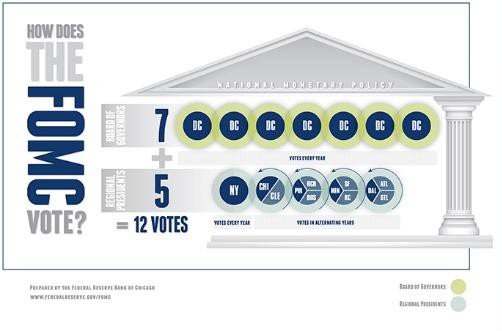 HOW DOES
THE
FOMC
VOTE?
NATIONAL MONETARY POLICY
BOARD OF
GOVERNORS
7
DC DC DC DC DC DC DC
VOTES EVERY YEAR
+
REGIONAL
PRESIDENTS
5
NY
CHI
CLE
RCH
PHI
BOS
SF
MIN
KC
ATL
DAL
STL
= 12 VOTES
VOTES EVERY YEAR
VOTES IN ALTERNATING YEARS
PREPARED BY THE FEDERAL RESERVE BANK OF CHICAGO
WWW.FEDERALRESERVE.GOV/FOMC
BOARD OF GOVERNORS
REGIONAL PRESIDENTS